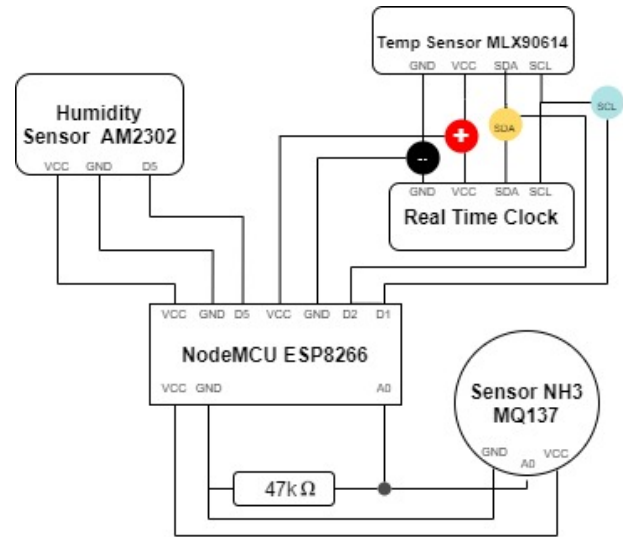 Temp Sensor MLX90614
GND VCC SDA SCL
SCL
Humidity
Sensor AM2302
VCC GND D5
+
SDA
--
GND VCC SDA SCL
Real Time Clock
VCC GND D5 VCC GND D2 D1
NodeMCU ESP8266
VCC GND A0
Sensor NH3
MQ137
GND A0 VCC
47k Ω